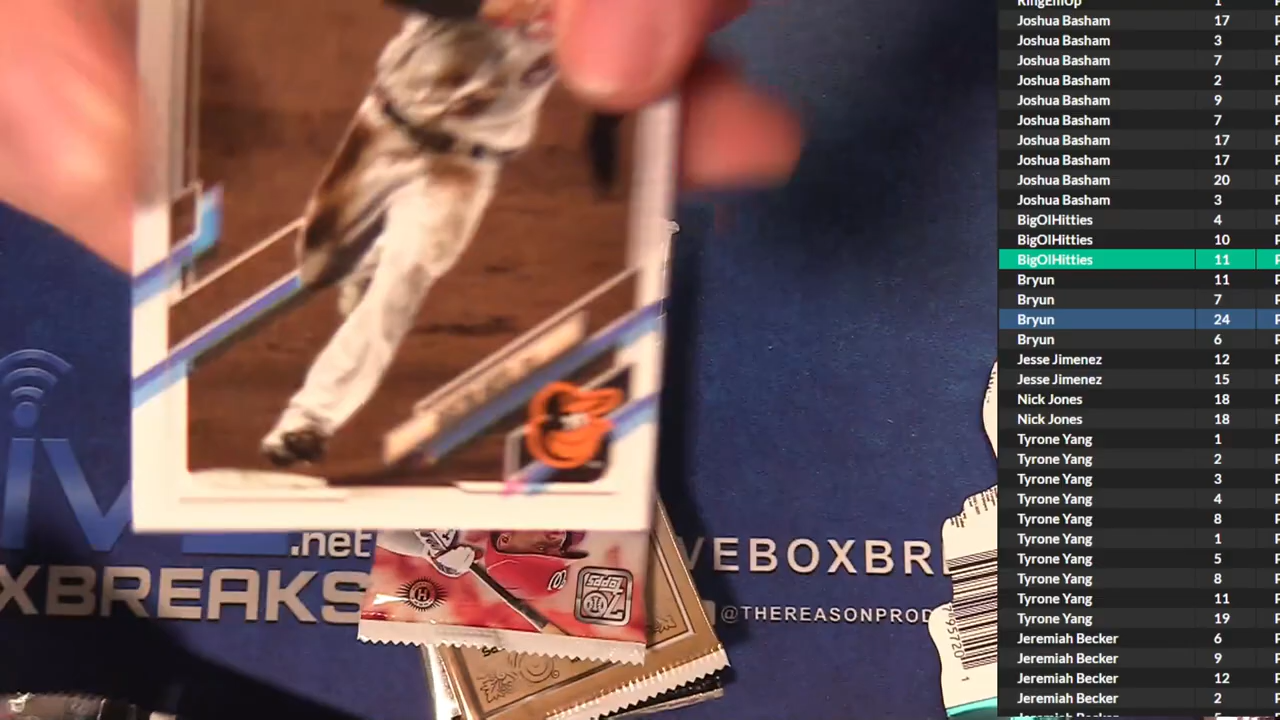 RingEmUp 1
Joshua Basham 17
Joshua Basham 3
Joshua Basham 7
Joshua Basham 2
Joshua Basham 9
Joshua Basham 7
Joshua Basham 17
Joshua Basham 17
Joshua Basham 20
Joshua Basham 3
BigOlHitties 4
BigOlHitties 10
BigOlHitties 11
Bryun 11
Bryun 7
Bryun 24
Bryun 6
Jesse Jimenez 12
Jesse Jimenez 15
Nick Jones 18
Nick Jones 18
Tyrone Yang 1
Tyrone Yang 2
Tyrone Yang 3
Tyrone Yang 4
Tyrone Yang 8
Tyrone Yang 1
Tyrone Yang 5
Tyrone Yang 8
Tyrone Yang 11
Tyrone Yang 19
Jeremiah Becker 6
Jeremiah Becker 9
Jeremiah Becker 12
Jeremiah Becker 2
.net
XBREAKS
VEBOXBR
@THEREASONPROD
H
topps
70